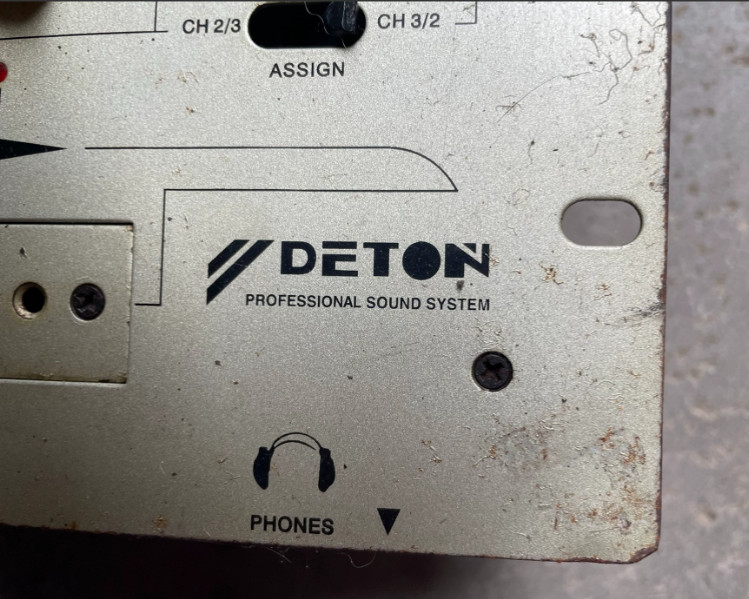 CH 2/3 CH 3/2
ASSIGN
DETON
PROFESSIONAL SOUND SYSTEM
PHONES